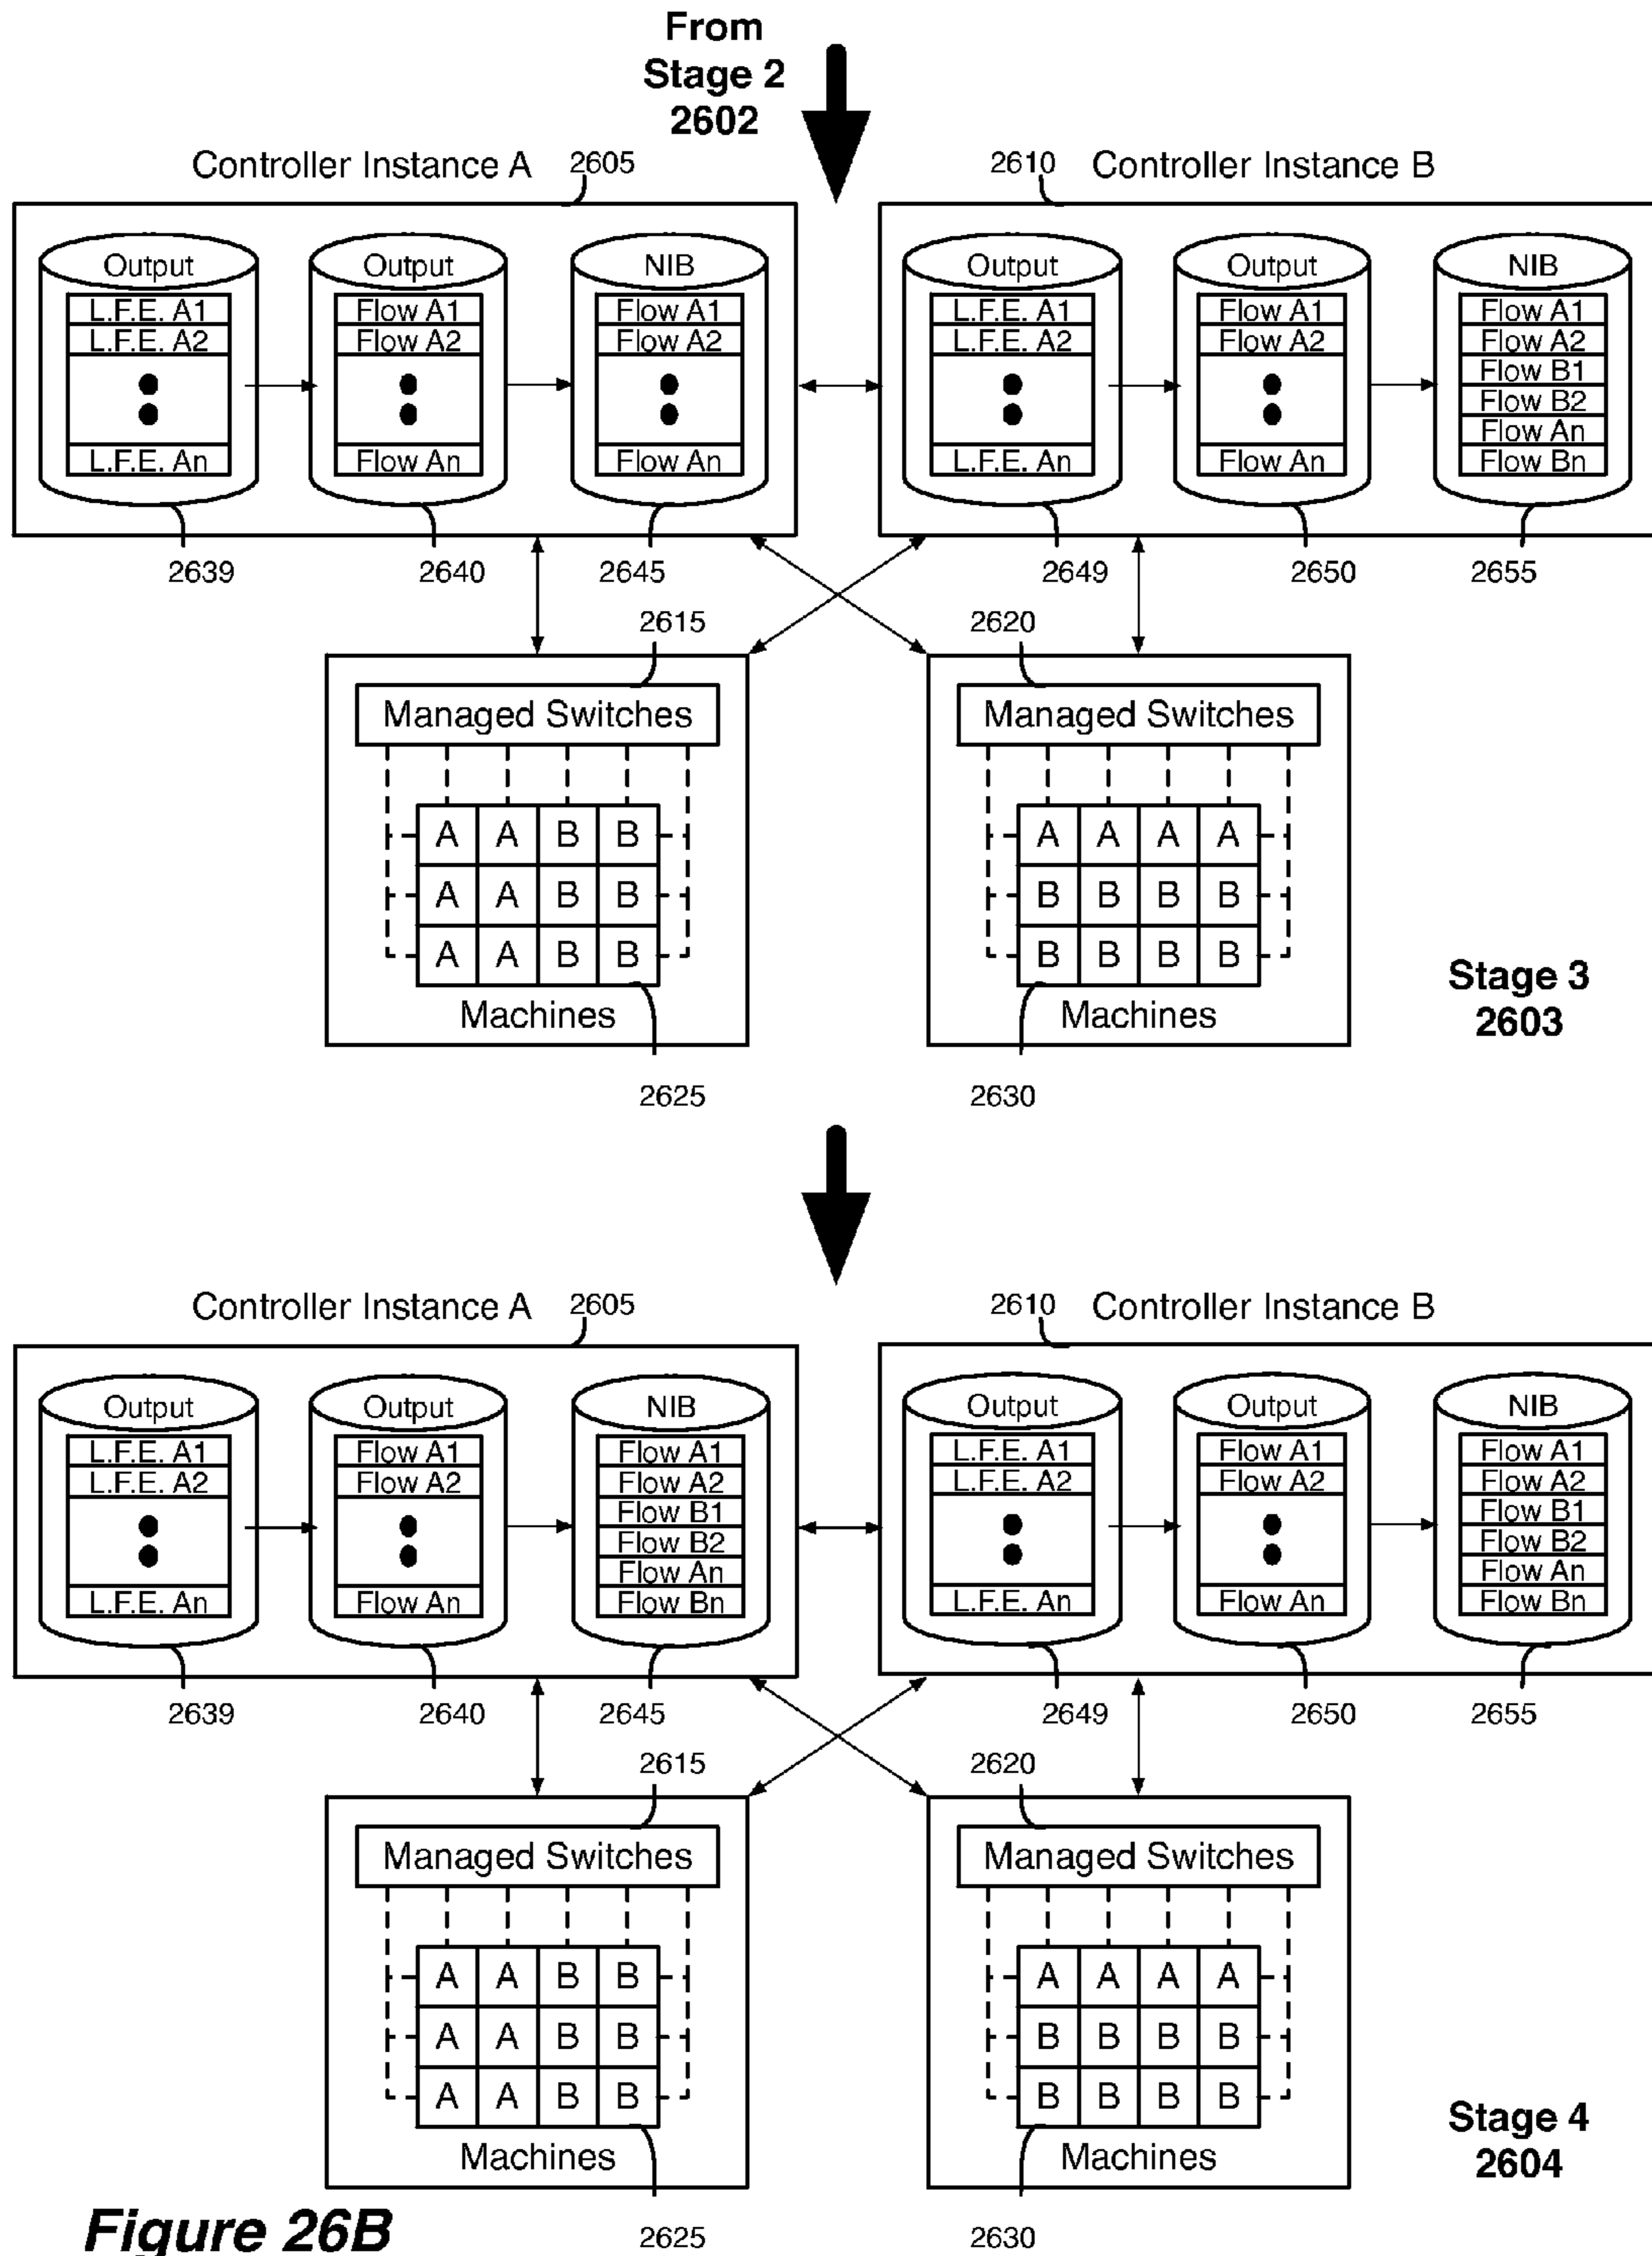 From
Stage 2
2602
Controller Instance A 2605
2610 Controller Instance B
Output
L.F.E. A1
L.F.E. A2
L.F.E. An
Output
Flow A1
Flow A2
Flow An
NIB
Flow A1
Flow A2
Flow An
Output
L.F.E. A1
L.F.E. A2
L.F.E. An
Output
Flow A1
Flow A2
Flow An
NIB
Flow A1
Flow A2
Flow B1
Flow B2
Flow An
Flow Bn
2639 2640 2645 2649 2650 2655
2615 2620
Managed Switches
A A B B
A A B B
A A B B
Machines
2625
Managed Switches
A A A A
B B B B
B B B B
Machines
2630
Stage 3
2603
Controller Instance A 2605
2610 Controller Instance B
Output
L.F.E. A1
L.F.E. A2
L.F.E. An
Output
Flow A1
Flow A2
Flow An
NIB
Flow A1
Flow A2
Flow B1
Flow B2
Flow An
Flow Bn
Output
L.F.E. A1
L.F.E. A2
L.F.E. An
Output
Flow A1
Flow A2
Flow An
NIB
Flow A1
Flow A2
Flow B1
Flow B2
Flow An
Flow Bn
2639 2640 2645 2649 2650 2655
2615 2620
Managed Switches
A A B B
A A B B
A A B B
Machines
2625
Managed Switches
A A A A
B B B B
B B B B
Machines
2630
Stage 4
2604
Figure 26B